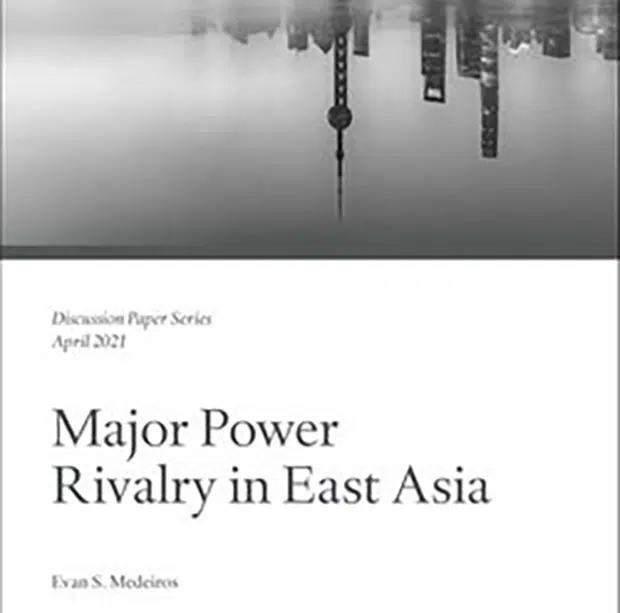 Discussion Paper Series
April 2021
Major Power
Rivalry in East Asia
Evan S. Medeiros